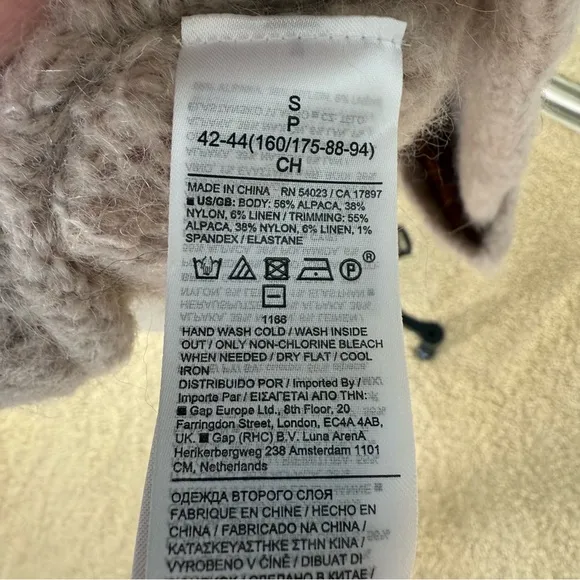 S
P
42-44(160/175-88-94)
CH
MADE IN CHINA RN 54023 / CA 17897
■ US/GB: BODY: 56% ALPACA, 38%
NYLON, 6% LINEN / TRIMMING: 55%
ALPACA, 38% NYLON, 6% LINEN, 1%
SPANDEX / ELASTANE
P®
1166
HAND WASH COLD / WASH INSIDE
OUT / ONLY NON-CHLORINE BLEACH
WHEN NEEDED / DRY FLAT / COOL
IRON
DISTRIBUIDO POR / Imported By /
Importe Par / ΕΙΣΑΓΕΤΑΙ ΑΠΟ ΤΗΝ:
■ Gap Europe Ltd., 8th Floor, 20
Farringdon Street, London, EC4A 4AB,
UK. ■ Gap (RHC) B.V. Luna ArenA
Herikerbergweg 238 Amsterdam 1101
CM, Netherlands
ОДЕЖДА ВТОРОГО СЛОЯ
FABRIQUÉ EN CHINE / HECHO EN
CHINA / FABRICADO NA CHINA /
ΚΑΤΑΣΚΕΥΑΣΤΗΚΕ ΣΤΗΝ ΚΙΝΑ /
VYROBENO V ČÍNĚ / DIBUAT DI
СДЕЛАНО В КИТАЕ /